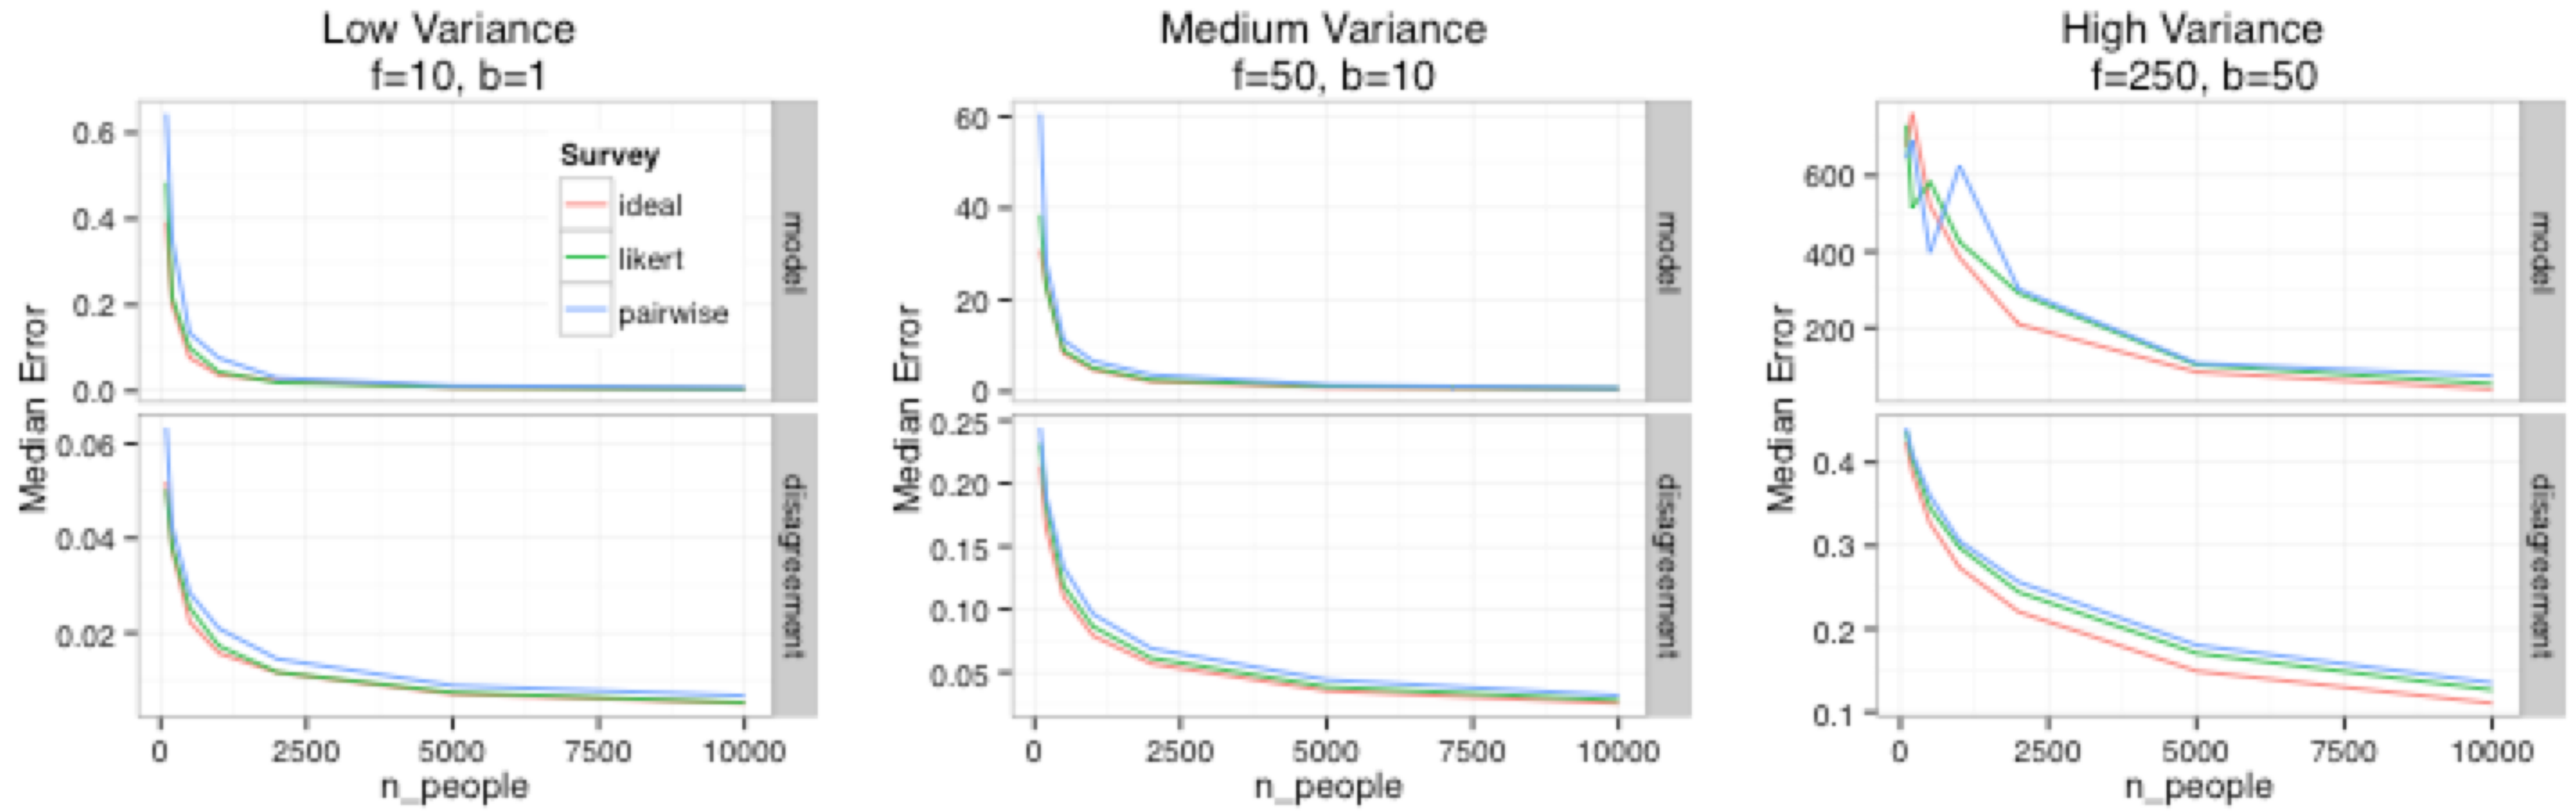 Low Variance
f=10, b=1
Median Error
0.6
0.4
0.2
0.0
model
Survey
ideal
likert
pairwise
0.06
0.04
0.02
disagreement
0
2500
5000
7500
10000
n_people
Medium Variance
f=50, b=10
Median Error
60
40
20
0
model
0.25
0.20
0.15
0.10
0.05
disagreement
0
2500
5000
7500
10000
n_people
High Variance
f=250, b=50
Median Error
600
400
200
model
0.4
0.3
0.2
0.1
disagreement
0
2500
5000
7500
10000
n_people